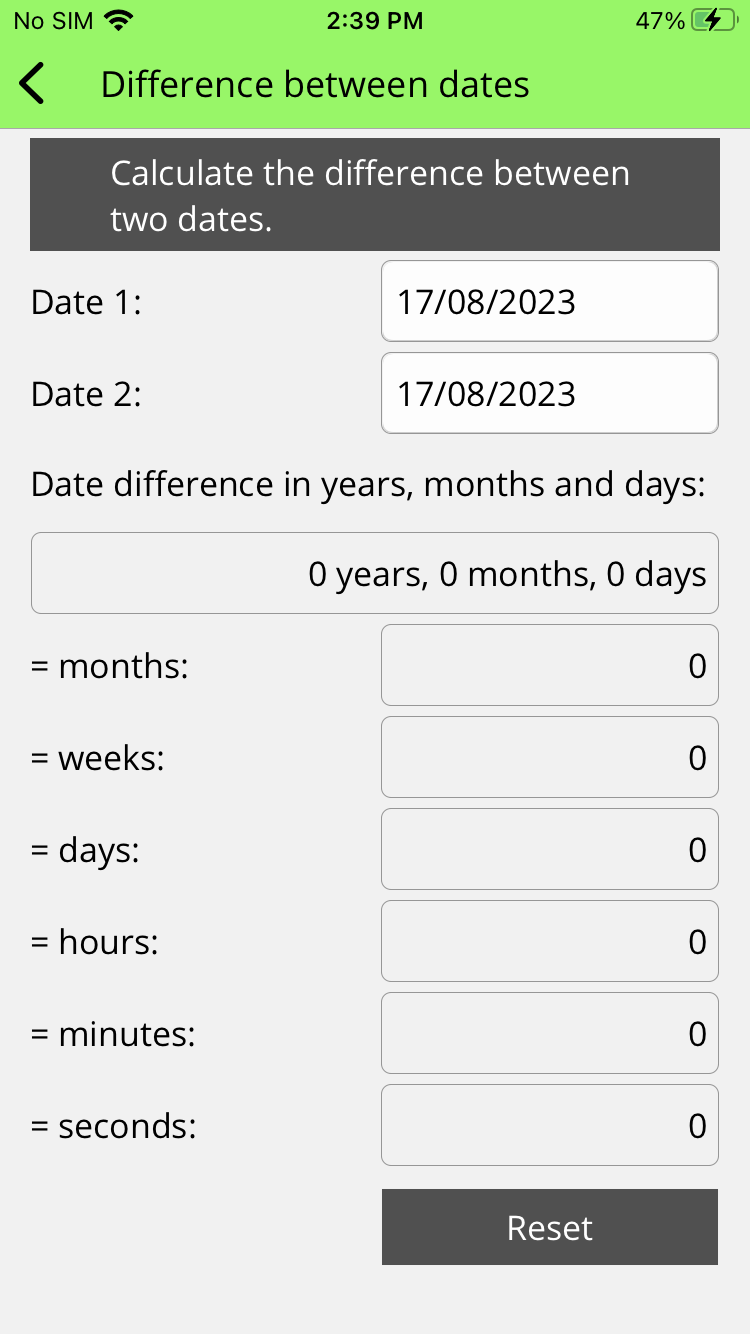 No SIM 2:39 PM 47%
Difference between dates
Calculate the difference between
two dates.
Date 1: 17/08/2023
Date 2: 17/08/2023
Date difference in years, months and days:
0 years, 0 months, 0 days
= months: 0
= weeks: 0
= days: 0
= hours: 0
= minutes: 0
= seconds: 0
Reset